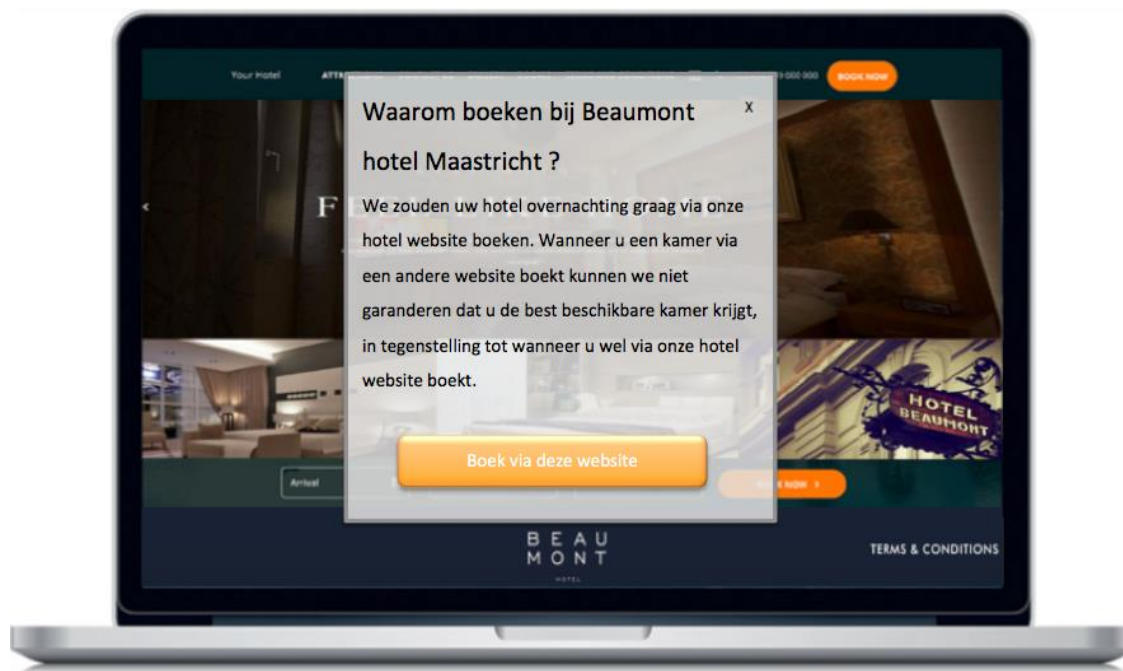 Your Hotel
BOOK NOW
Waarom boeken bij Beaumont
hotel Maastricht ?
X
We zouden uw hotel overnachting graag via onze
hotel website boeken. Wanneer u een kamer via
een andere website boekt kunnen we niet
garanderen dat u de best beschikbare kamer krijgt,
in tegenstelling tot wanneer u wel via onze hotel
website boekt.
HOTEL
BEAUMONT
Boek via deze website
Arrival
NOW
BEAU
MONT
HOTEL
TERMS & CONDITIONS